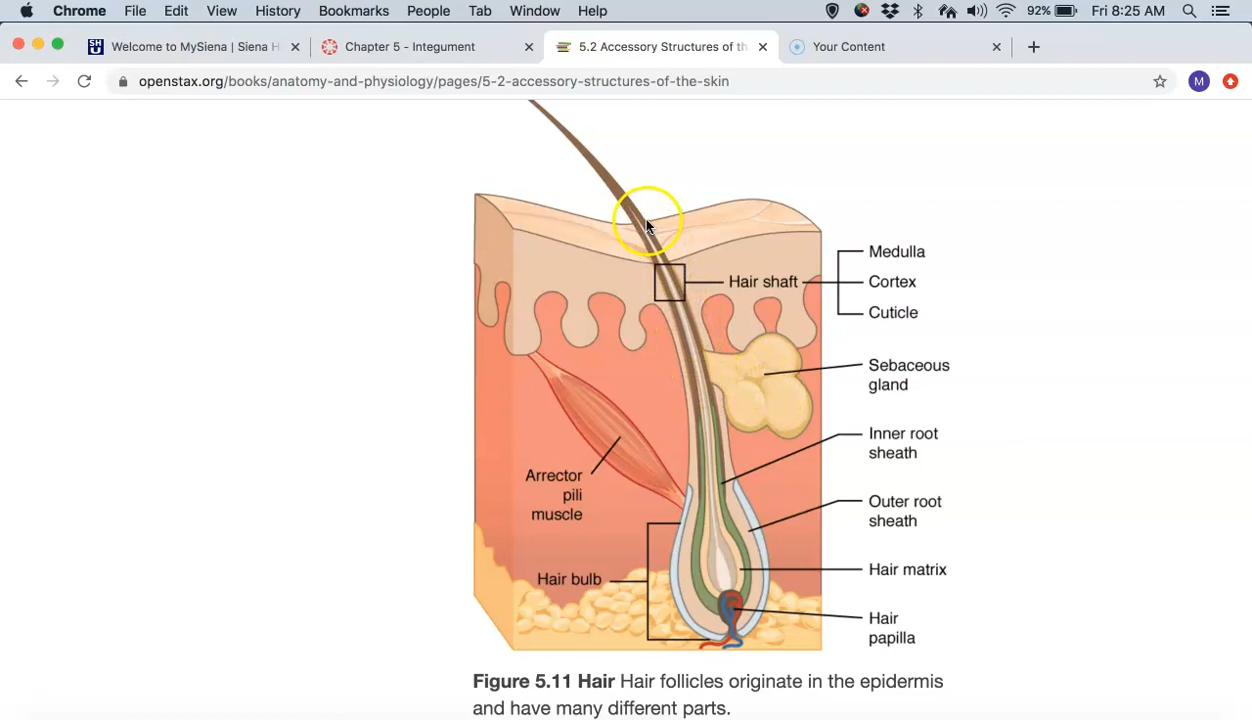 Chrome File Edit View History Bookmarks People Tab Window Help 92% Fri 8:25 AM
SH U Welcome to MySiena | Siena H Chapter 5 - Integument 5.2 Accessory Structures of th Your Content
openstax.org/books/anatomy-and-physiology/pages/5-2-accessory-structures-of-the-skin M
Medulla
Hair shaft
Cortex
Cuticle
Sebaceous
gland
Inner root
sheath
Arrector
pili
muscle
Outer root
sheath
Hair matrix
Hair bulb
Hair
papilla
Figure 5.11 Hair Hair follicles originate in the epidermis
and have many different parts.